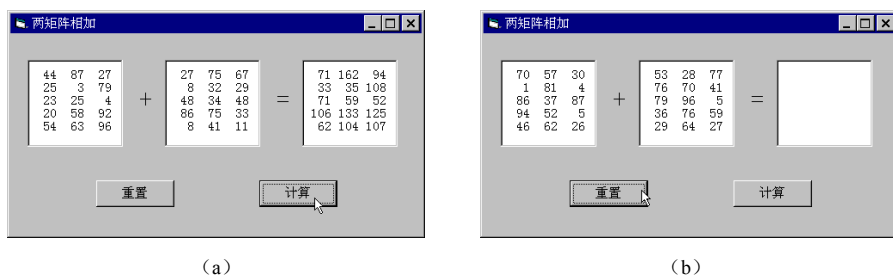 两矩阵相加
44 87 27
25 3 79
23 25 4
20 58 92
54 63 96
+
27 75 67
8 32 29
48 34 48
86 75 33
8 41 11
=
71 162 94
33 35 108
71 59 52
106 133 125
62 104 107
重置
计算
(a)
两矩阵相加
70 57 30
1 81 4
86 37 87
94 52 5
46 62 26
+
53 28 77
76 70 41
79 96 5
36 76 59
29 64 27
=
重置
计算
(b)